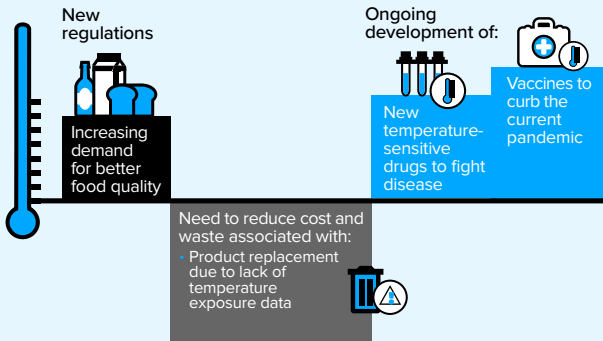 New
regulations
Increasing
demand
for better
food quality
Need to reduce cost and
waste associated with:
• Product replacement
due to lack of
temperature
exposure data
Ongoing
development of:
New
temperature-
sensitive
drugs to fight
disease
Vaccines to
curb the
current
pandemic